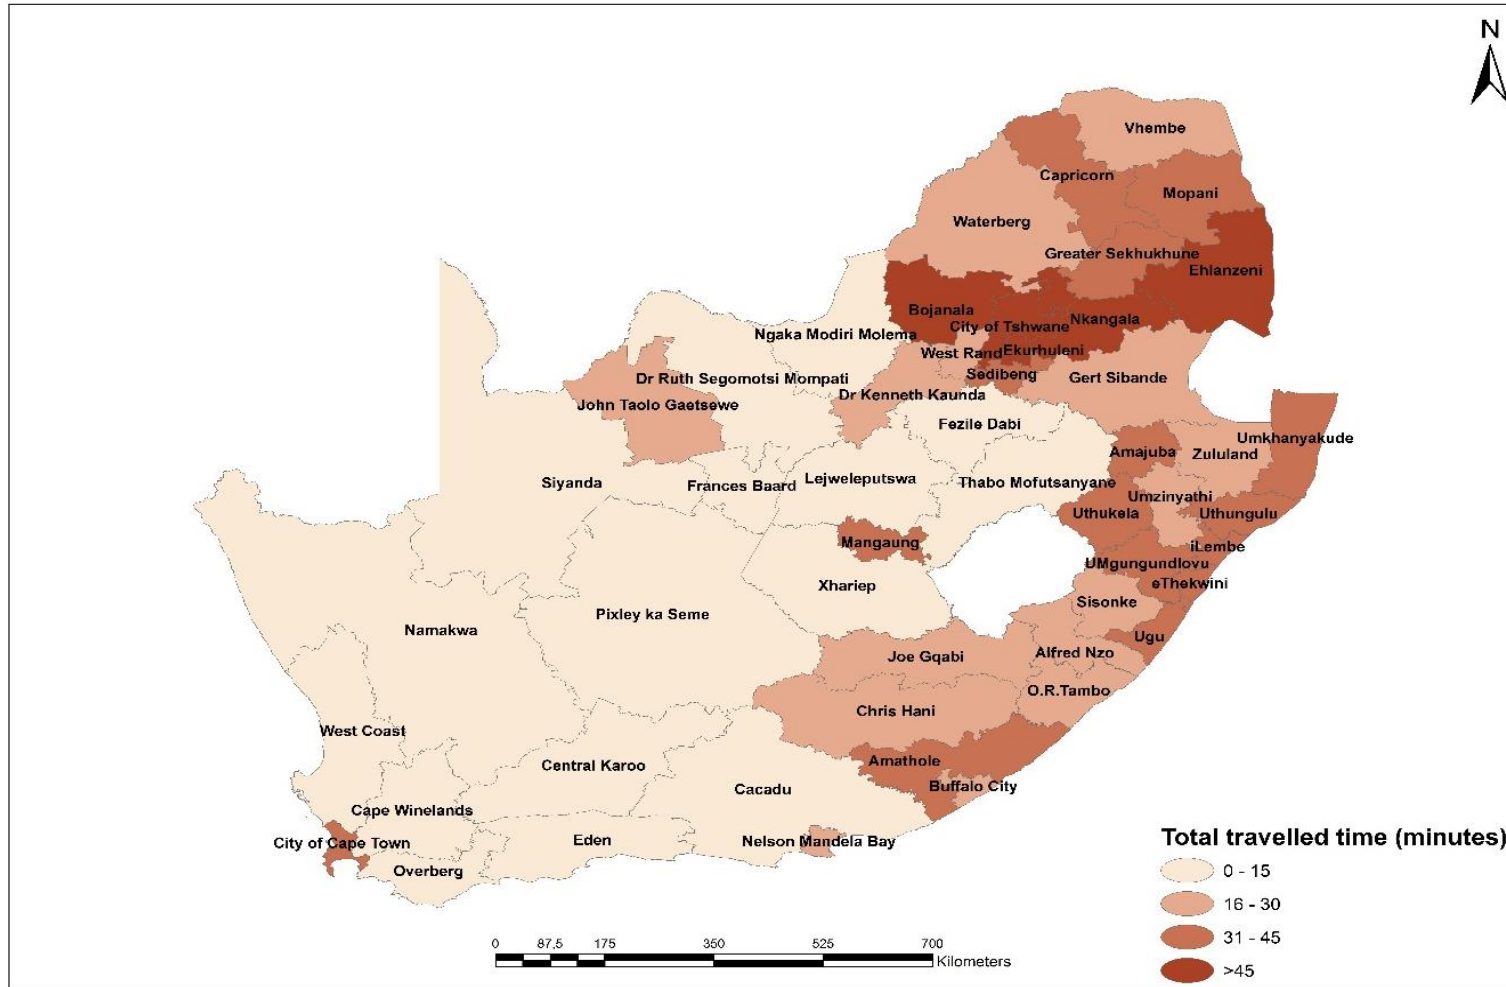 N
Vhembe
Capricorn
Mopani
Waterberg
Greater Sekhukhune
Ehlanzeni
Bojanala
City of Tshwane
Nkangala
Ngaka Modiri Molema
West Rand
Ekurhuleni
Sedibeng
Gert Sibande
Dr Ruth Segomotsi Mompati
Dr Kenneth Kaunda
John Taolo Gaetsewe
Fezile Dabi
Umkhanyakude
Amajuba
Zululand
Siyanda
Frances Baard
Lejweleputswa
Thabo Mofutsanyane
Umzinyathi
Uthukela
Uthungulu
Mangaung
iLembe
UMgungundlovu
eThekwini
Xhariep
Sisonke
Pixley ka Seme
Namakwa
Ugu
Joe Gqabi
Alfred Nzo
O.R.Tambo
Chris Hani
West Coast
Central Karoo
Amathole
Cacadu
Buffalo City
Cape Winelands
City of Cape Town
Eden
Nelson Mandela Bay
Overberg
Total travelled time (minutes)
0 - 15
16 - 30
31 - 45
>45
0 87,5 175 350 525 700
Kilometers